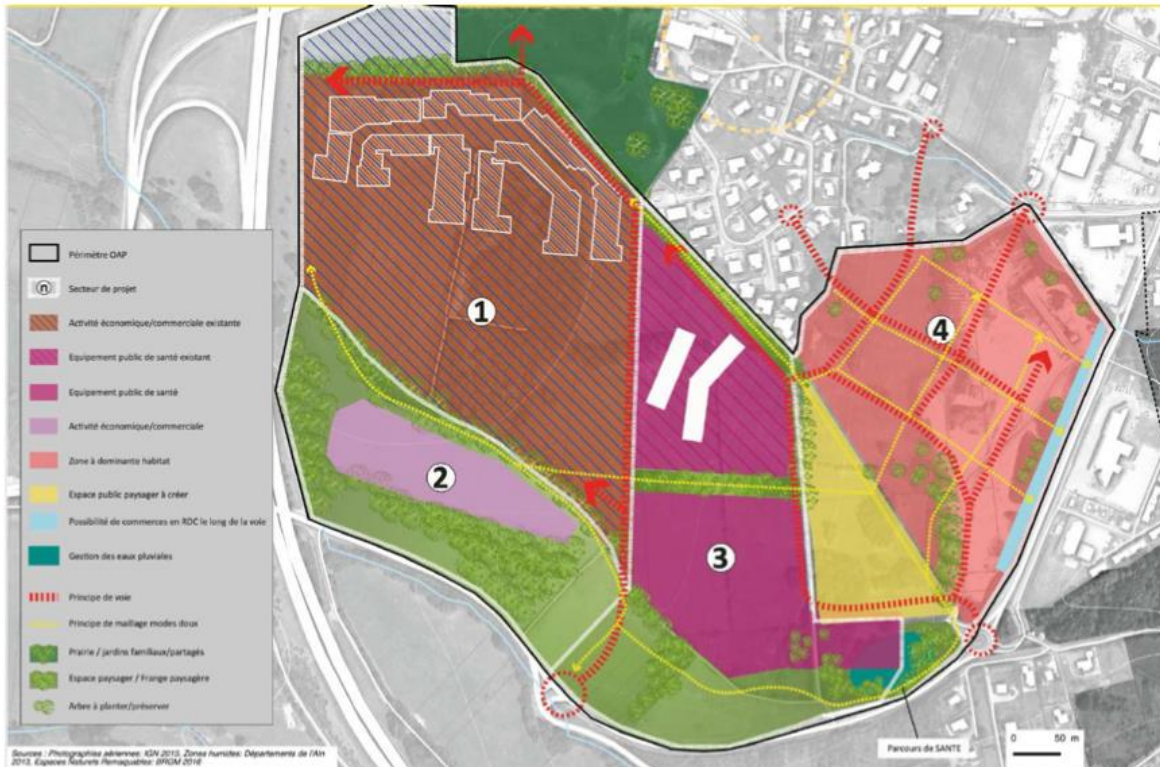 1
4
2
3
Périmètre OAP
n
Secteur de projet
Activité économique/commerciale existante
Equipement public de santé existant
Equipement public de santé
Activité économique/commerciale
Zone à dominante habitat
Espace public paysager à créer
Possibilité de commerces en RDC le long de la voie
Gestion des eaux pluviales
Principe de voie
Principe de maillage modes doux
Prairie / jardins familiaux/partagés
Espace paysager / Frange paysagère
Arbre à planter/préserver
Parcours de SANTE
0 50 m
Sources : Photographies aériennes: IGN 2015, Zones humides: Départements de l'Ain
2013, Espaces Naturels Remaquables: BRGM 2016